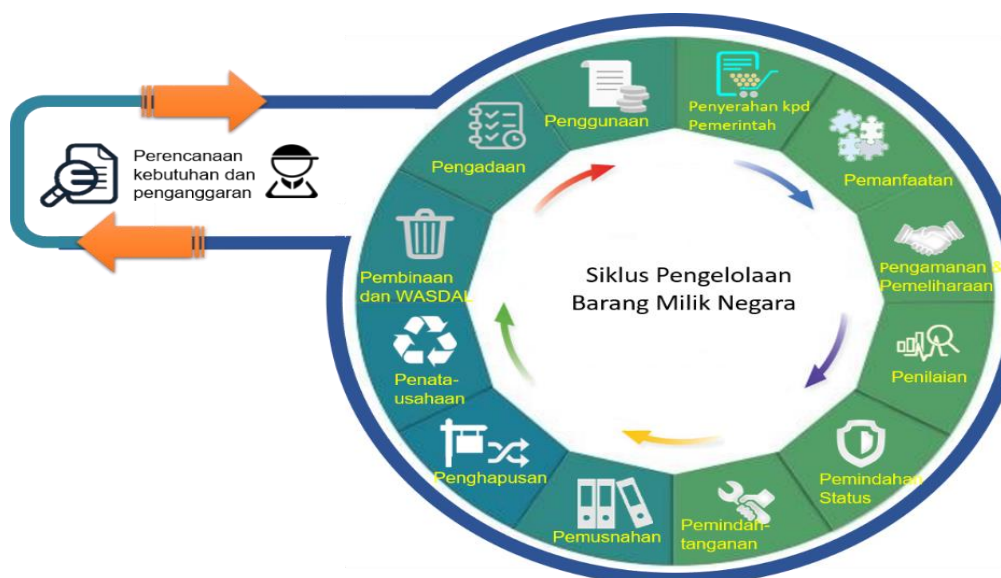 Perencanaan
kebutuhan dan
penganggaran
Pengadaan
Penggunaan
Penyerahan kpd
Pemerintah
Pemanfaatan
Pengamanan &
Pemeliharaan
Penilaian
Pemindahan
Status
Pemindah-
tanganan
Pemusnahan
Penghapusan
Penata-
usahaan
Pembinaan
dan WASDAL
Siklus Pengelolaan
Barang Milik Negara